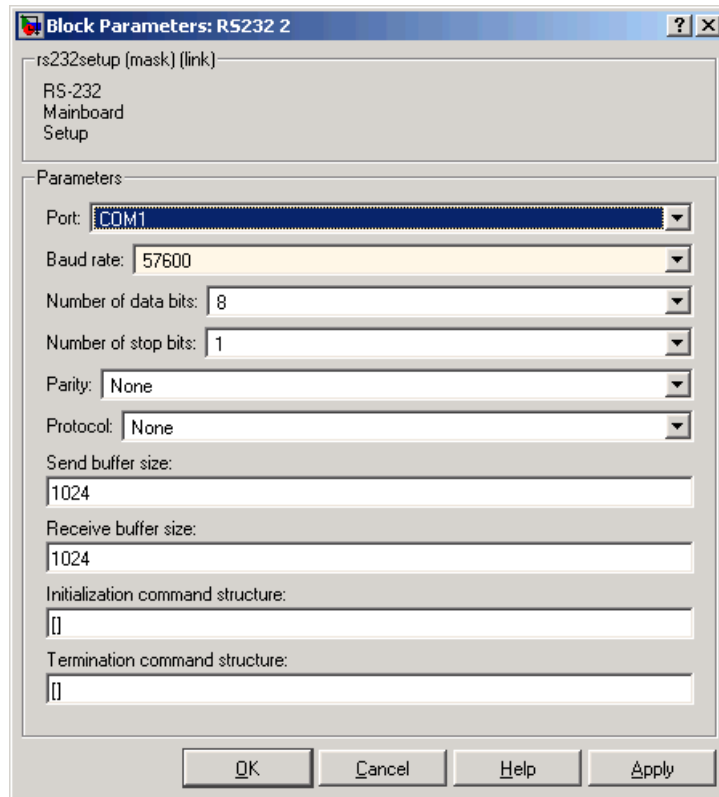 Block Parameters: RS232 2
rs232setup (mask) (link)
RS-232
Mainboard
Setup
Parameters
Port: COM1
Baud rate: 57600
Number of data bits: 8
Number of stop bits: 1
Parity: None
Protocol: None
Send buffer size:
1024
Receive buffer size:
1024
Initialization command structure:
[]
Termination command structure:
[]
OK Cancel Help Apply